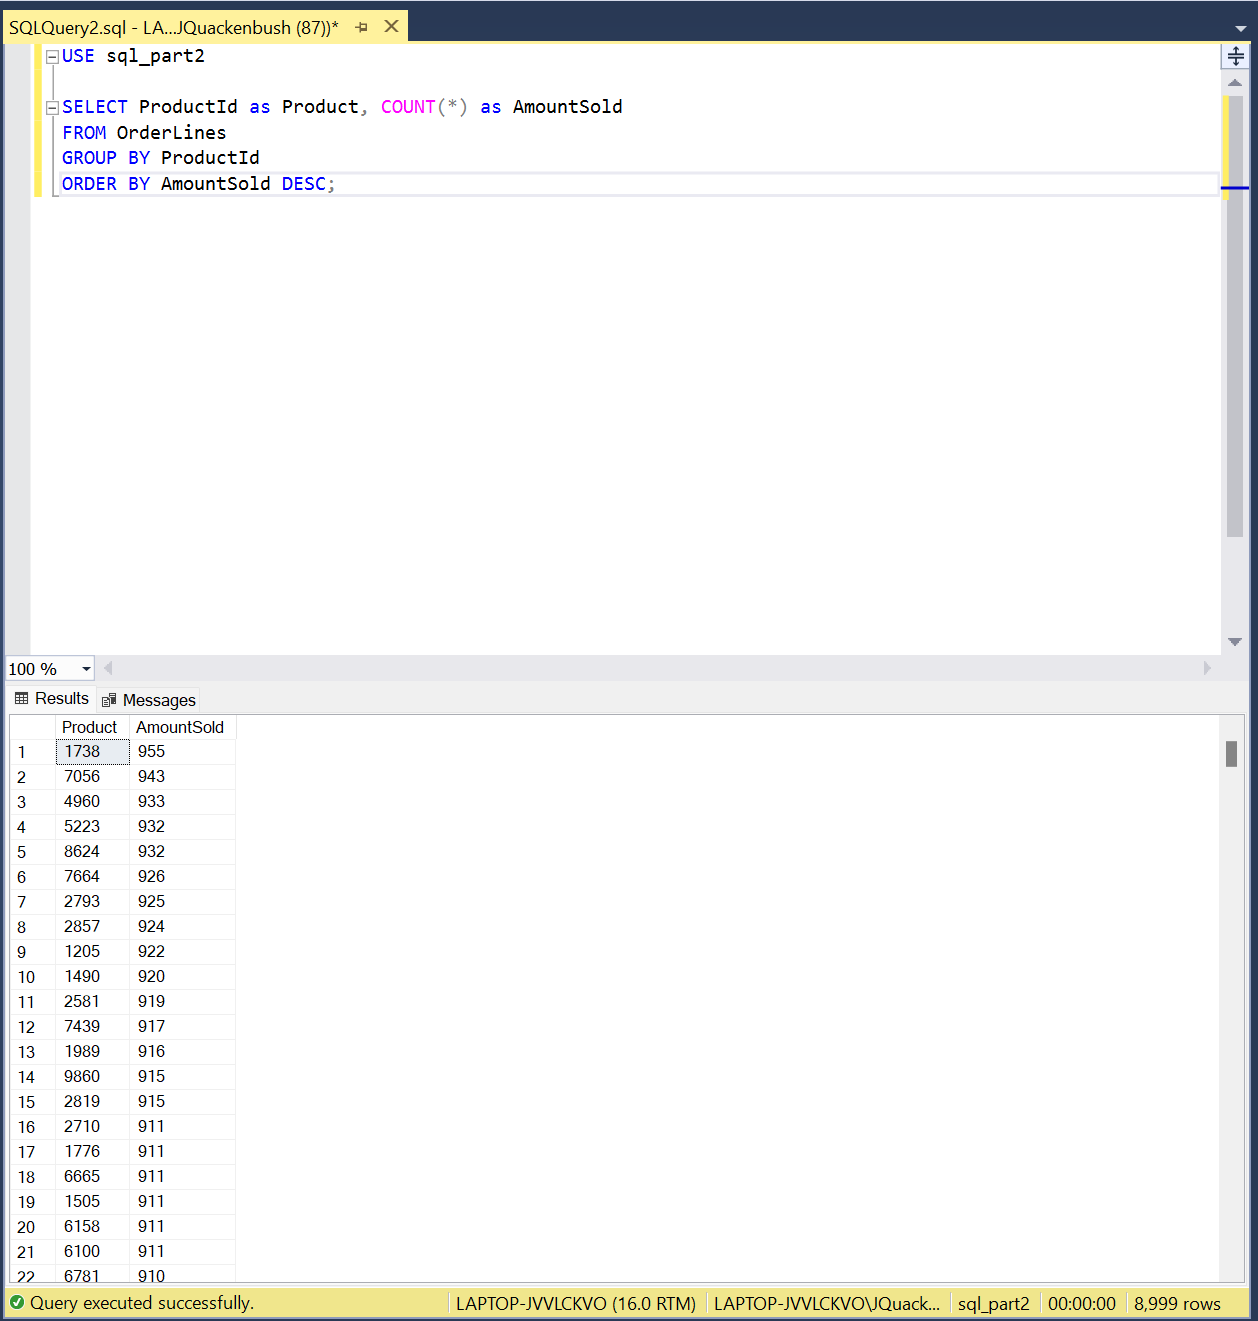 SQLQuery2.sql - LA...JQuackenbush (87))*
USE sql_part2
SELECT ProductId as Product, COUNT(*) as AmountSold
FROM OrderLines
GROUP BY ProductId
ORDER BY AmountSold DESC;
100 %
Results Messages
Product AmountSold
1 1738 955
2 7056 943
3 4960 933
4 5223 932
5 8624 932
6 7664 926
7 2793 925
8 2857 924
9 1205 922
10 1490 920
11 2581 919
12 7439 917
13 1989 916
14 9860 915
15 2819 915
16 2710 911
17 1776 911
18 6665 911
19 1505 911
20 6158 911
21 6100 911
22 6781 910
Query executed successfully. LAPTOP-JVVLCKVO (16.0 RTM) LAPTOP-JVVLCKVO\JQuack... sql_part2 00:00:00 8,999 rows